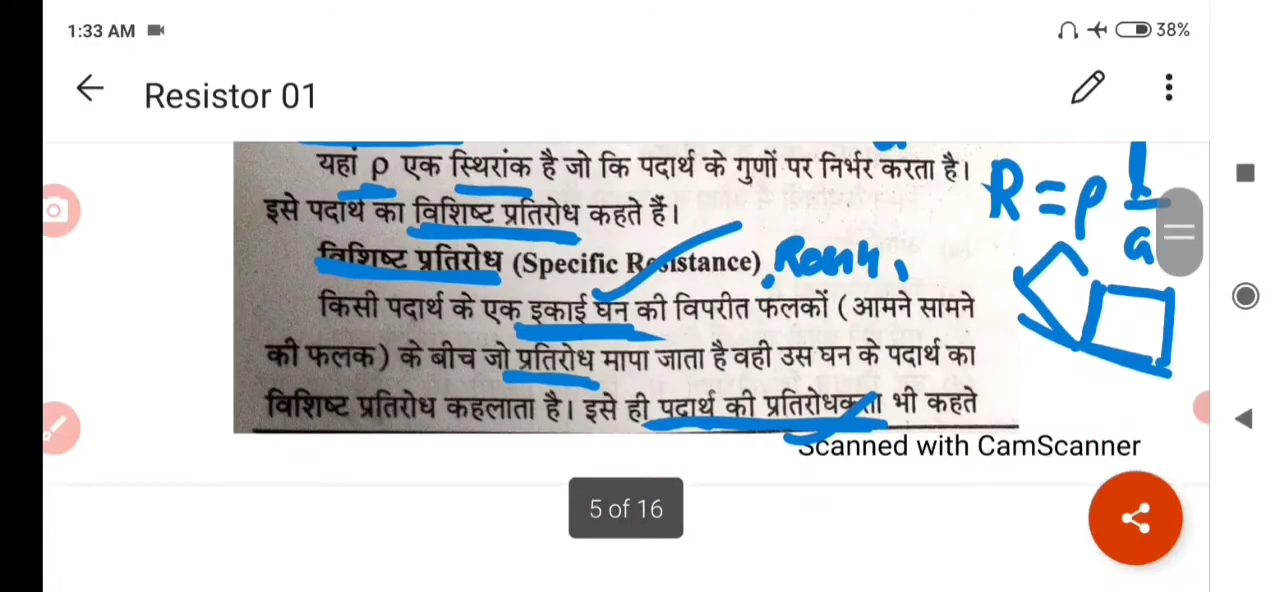 1:33 AM 38%
Resistor 01
यहां ρ एक स्थिरांक है जो कि पदार्थ के गुणों पर निर्भर करता है।
इसे पदार्थ का विशिष्ट प्रतिरोध कहते हैं।
R = ρ l/a
विशिष्ट प्रतिरोध (Specific Resistance)
किसी पदार्थ के एक इकाई घन की विपरीत फलकों ( आमने सामने
की फलक) के बीच जो प्रतिरोध मापा जाता है वही उस घन के पदार्थ का
विशिष्ट प्रतिरोध कहलाता है। इसे ही पदार्थ की प्रतिरोधकता भी कहते
Scanned with CamScanner
5 of 16